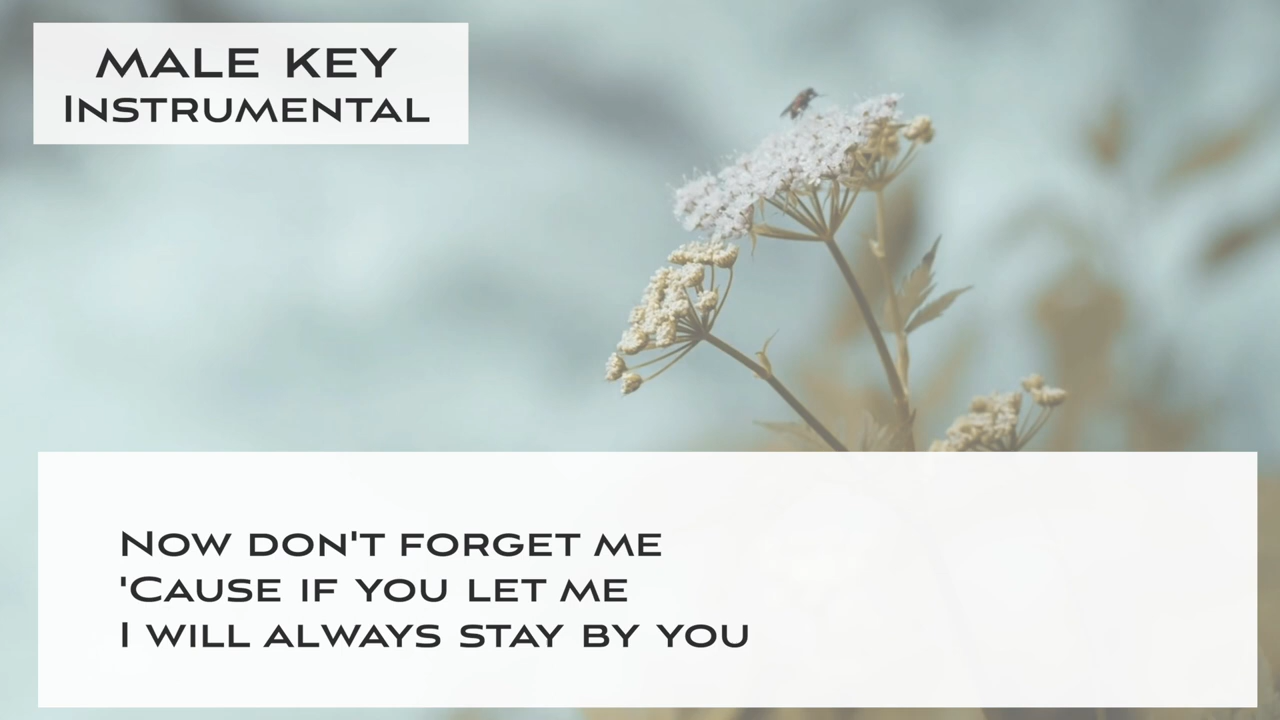 MALE KEY
INSTRUMENTAL
NOW DON'T FORGET ME
'CAUSE IF YOU LET ME
I WILL ALWAYS STAY BY YOU